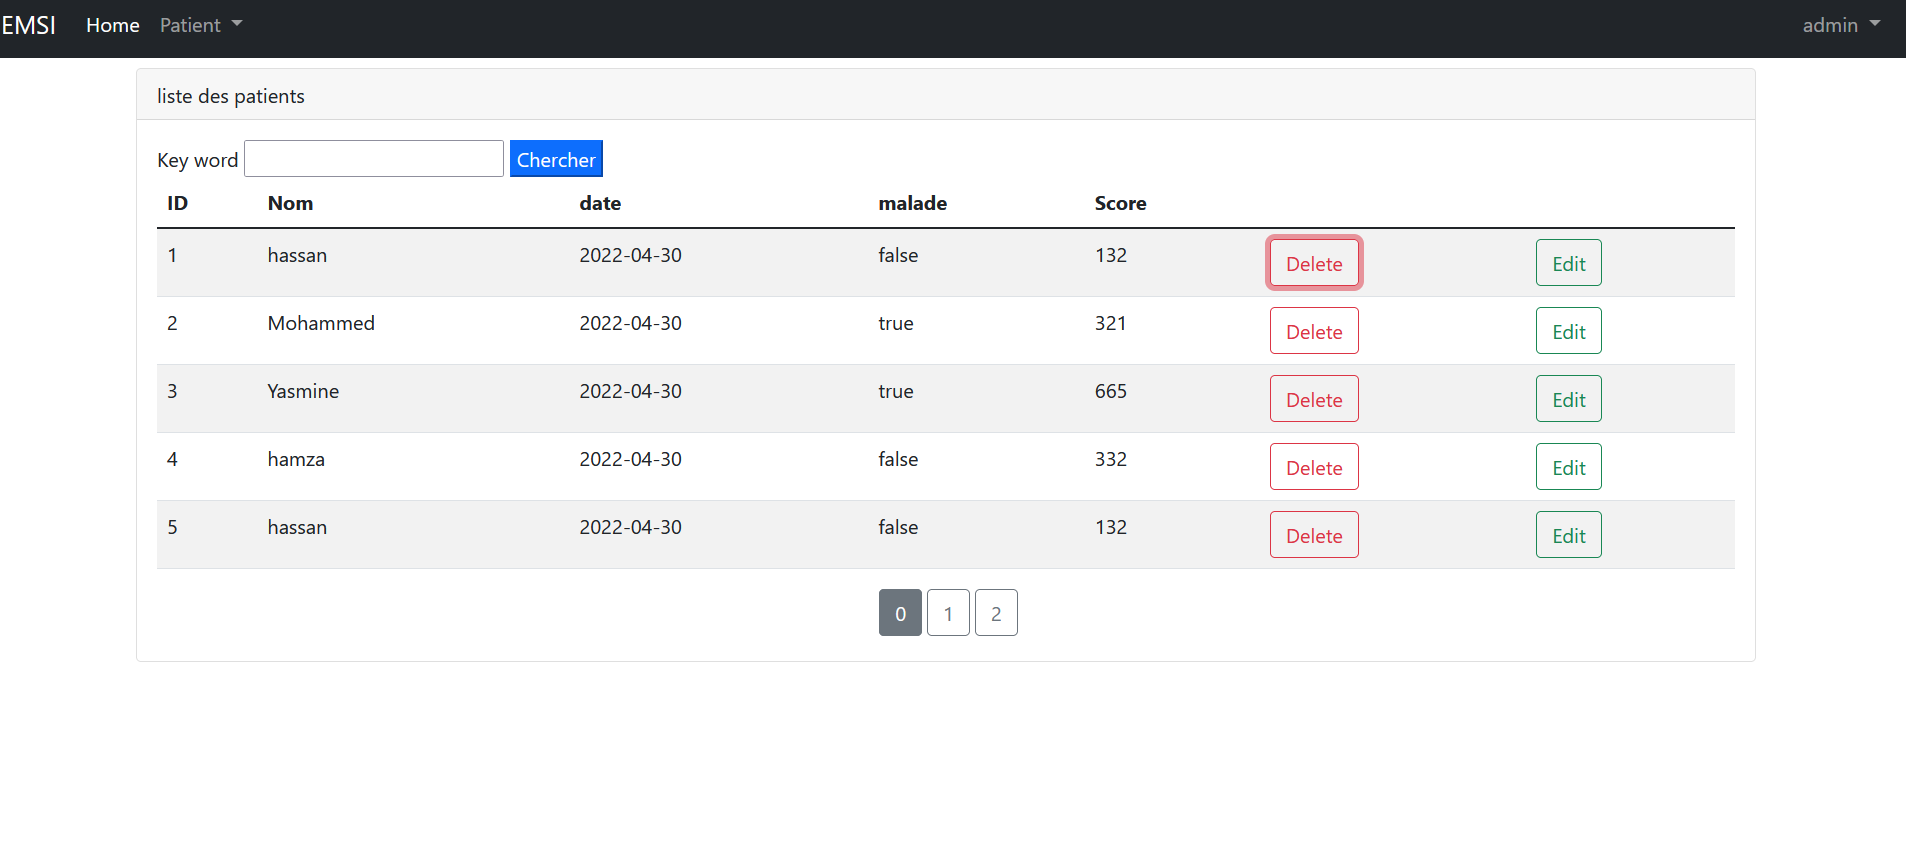 EMSI Home Patient admin
liste des patients
Key word Chercher
ID Nom date malade Score
1 hassan 2022-04-30 false 132 Delete Edit
2 Mohammed 2022-04-30 true 321 Delete Edit
3 Yasmine 2022-04-30 true 665 Delete Edit
4 hamza 2022-04-30 false 332 Delete Edit
5 hassan 2022-04-30 false 132 Delete Edit
0 1 2